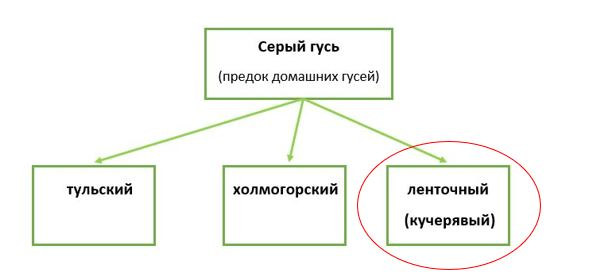 Серый гусь
(предок домашних гусей)
тульский
холмогорский
ленточный
(кучерявый)